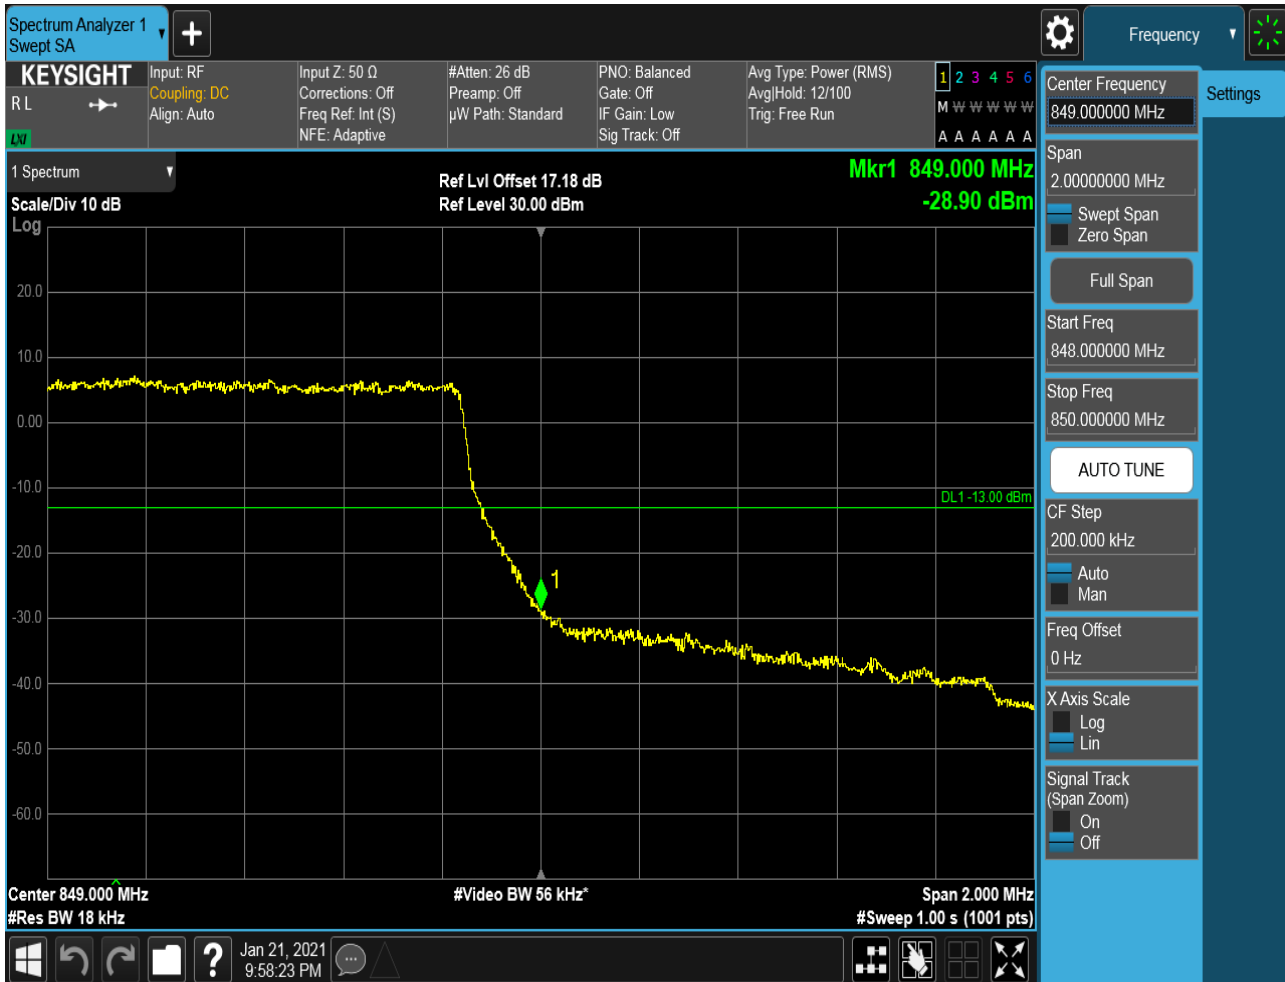 Spectrum Analyzer 1
Swept SA
+
Frequency
KEYSIGHT
R L
LXI
Input: RF
Coupling: DC
Align: Auto
Input Z: 50 Ω
Corrections: Off
Freq Ref: Int (S)
NFE: Adaptive
#Atten: 26 dB
Preamp: Off
µW Path: Standard
PNO: Balanced
Gate: Off
IF Gain: Low
Sig Track: Off
Avg Type: Power (RMS)
Avg|Hold: 12/100
Trig: Free Run
1 2 3 4 5 6
M W W W W W
A A A A A A
1 Spectrum
Scale/Div 10 dB
Log
Ref Lvl Offset 17.18 dB
Ref Level 30.00 dBm
Mkr1 849.000 MHz
-28.90 dBm
20.0
10.0
0.00
-10.0
DL1 -13.00 dBm
-20.0
1
-30.0
-40.0
-50.0
-60.0
Center 849.000 MHz
#Res BW 18 kHz
#Video BW 56 kHz*
Span 2.000 MHz
#Sweep 1.00 s (1001 pts)
?
Jan 21, 2021
9:58:23 PM
Center Frequency
849.000000 MHz
Settings
Span
2.00000000 MHz
Swept Span
Zero Span
Full Span
Start Freq
848.000000 MHz
Stop Freq
850.000000 MHz
AUTO TUNE
CF Step
200.000 kHz
Auto
Man
Freq Offset
0 Hz
X Axis Scale
Log
Lin
Signal Track
(Span Zoom)
On
Off